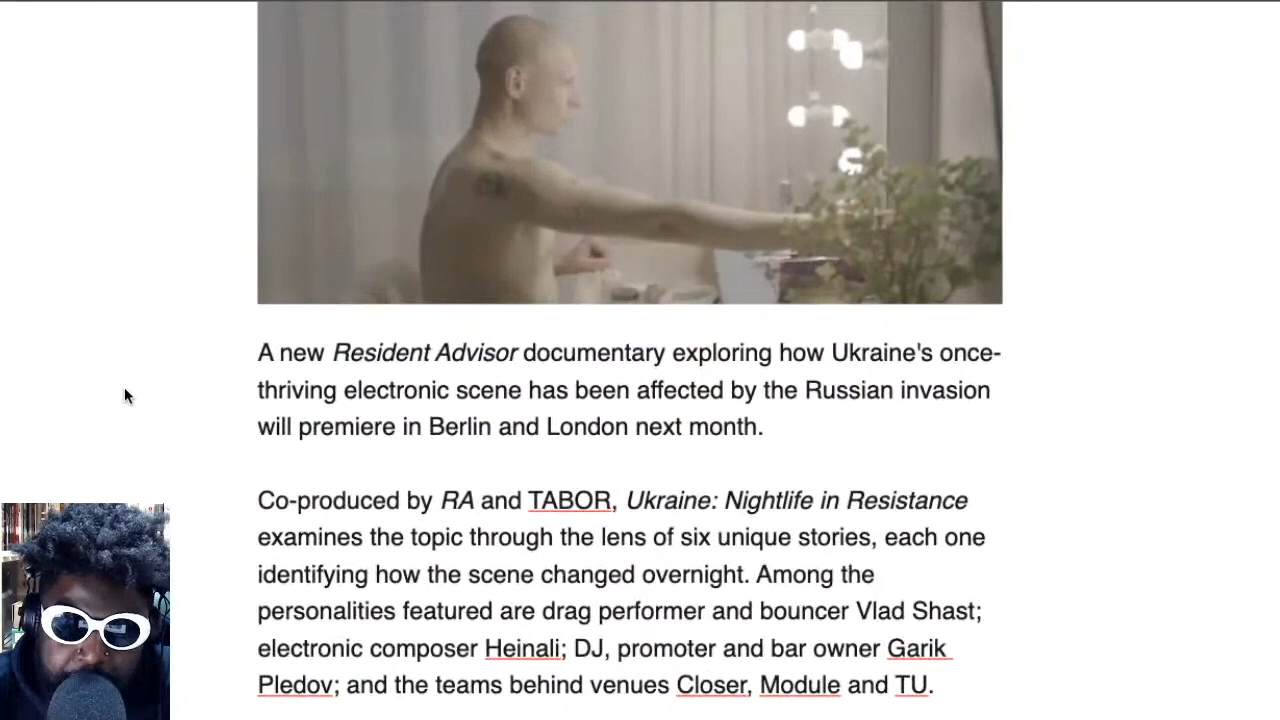 A new Resident Advisor documentary exploring how Ukraine's once-
thriving electronic scene has been affected by the Russian invasion
will premiere in Berlin and London next month.
Co-produced by RA and TABOR, Ukraine: Nightlife in Resistance
examines the topic through the lens of six unique stories, each one
identifying how the scene changed overnight. Among the
personalities featured are drag performer and bouncer Vlad Shast;
electronic composer Heinali; DJ, promoter and bar owner Garik
Pledov; and the teams behind venues Closer, Module and TU.